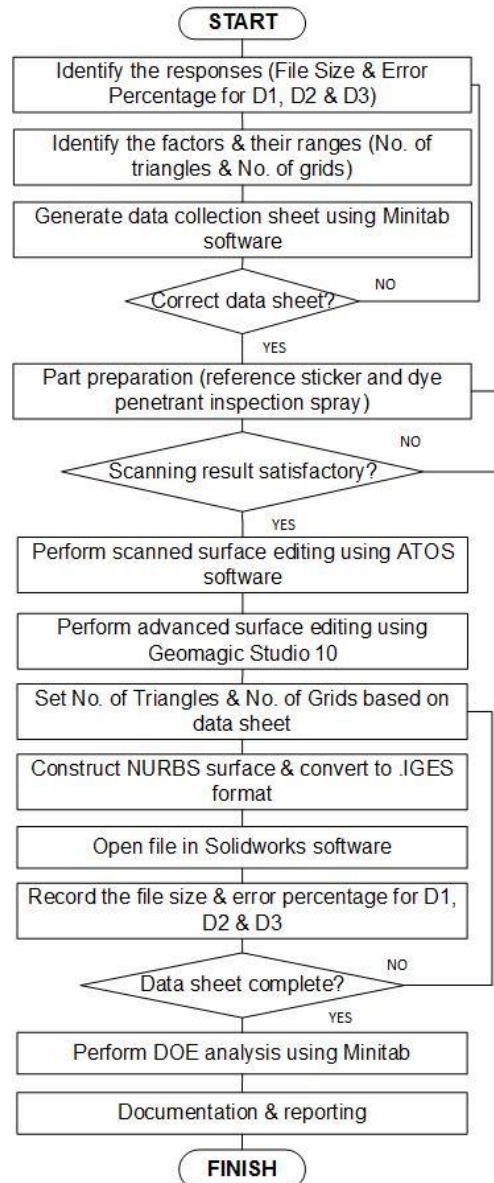 START
Identify the responses (File Size & Error
Percentage for D1, D2 & D3)
Identify the factors & their ranges (No. of
triangles & No. of grids)
Generate data collection sheet using Minitab
software
NO
Correct data sheet?
YES
Part preparation (reference sticker and dye
penetrant inspection spray)
NO
Scanning result satisfactory?
YES
Perform scanned surface editing using ATOS
software
Perform advanced surface editing using
Geomagic Studio 10
Set No. of Triangles & No. of Grids based on
data sheet
Construct NURBS surface & convert to .IGES
format
Open file in Solidworks software
Record the file size & error percentage for D1,
D2 & D3
NO
Data sheet complete?
YES
Perform DOE analysis using Minitab
Documentation & reporting
FINISH